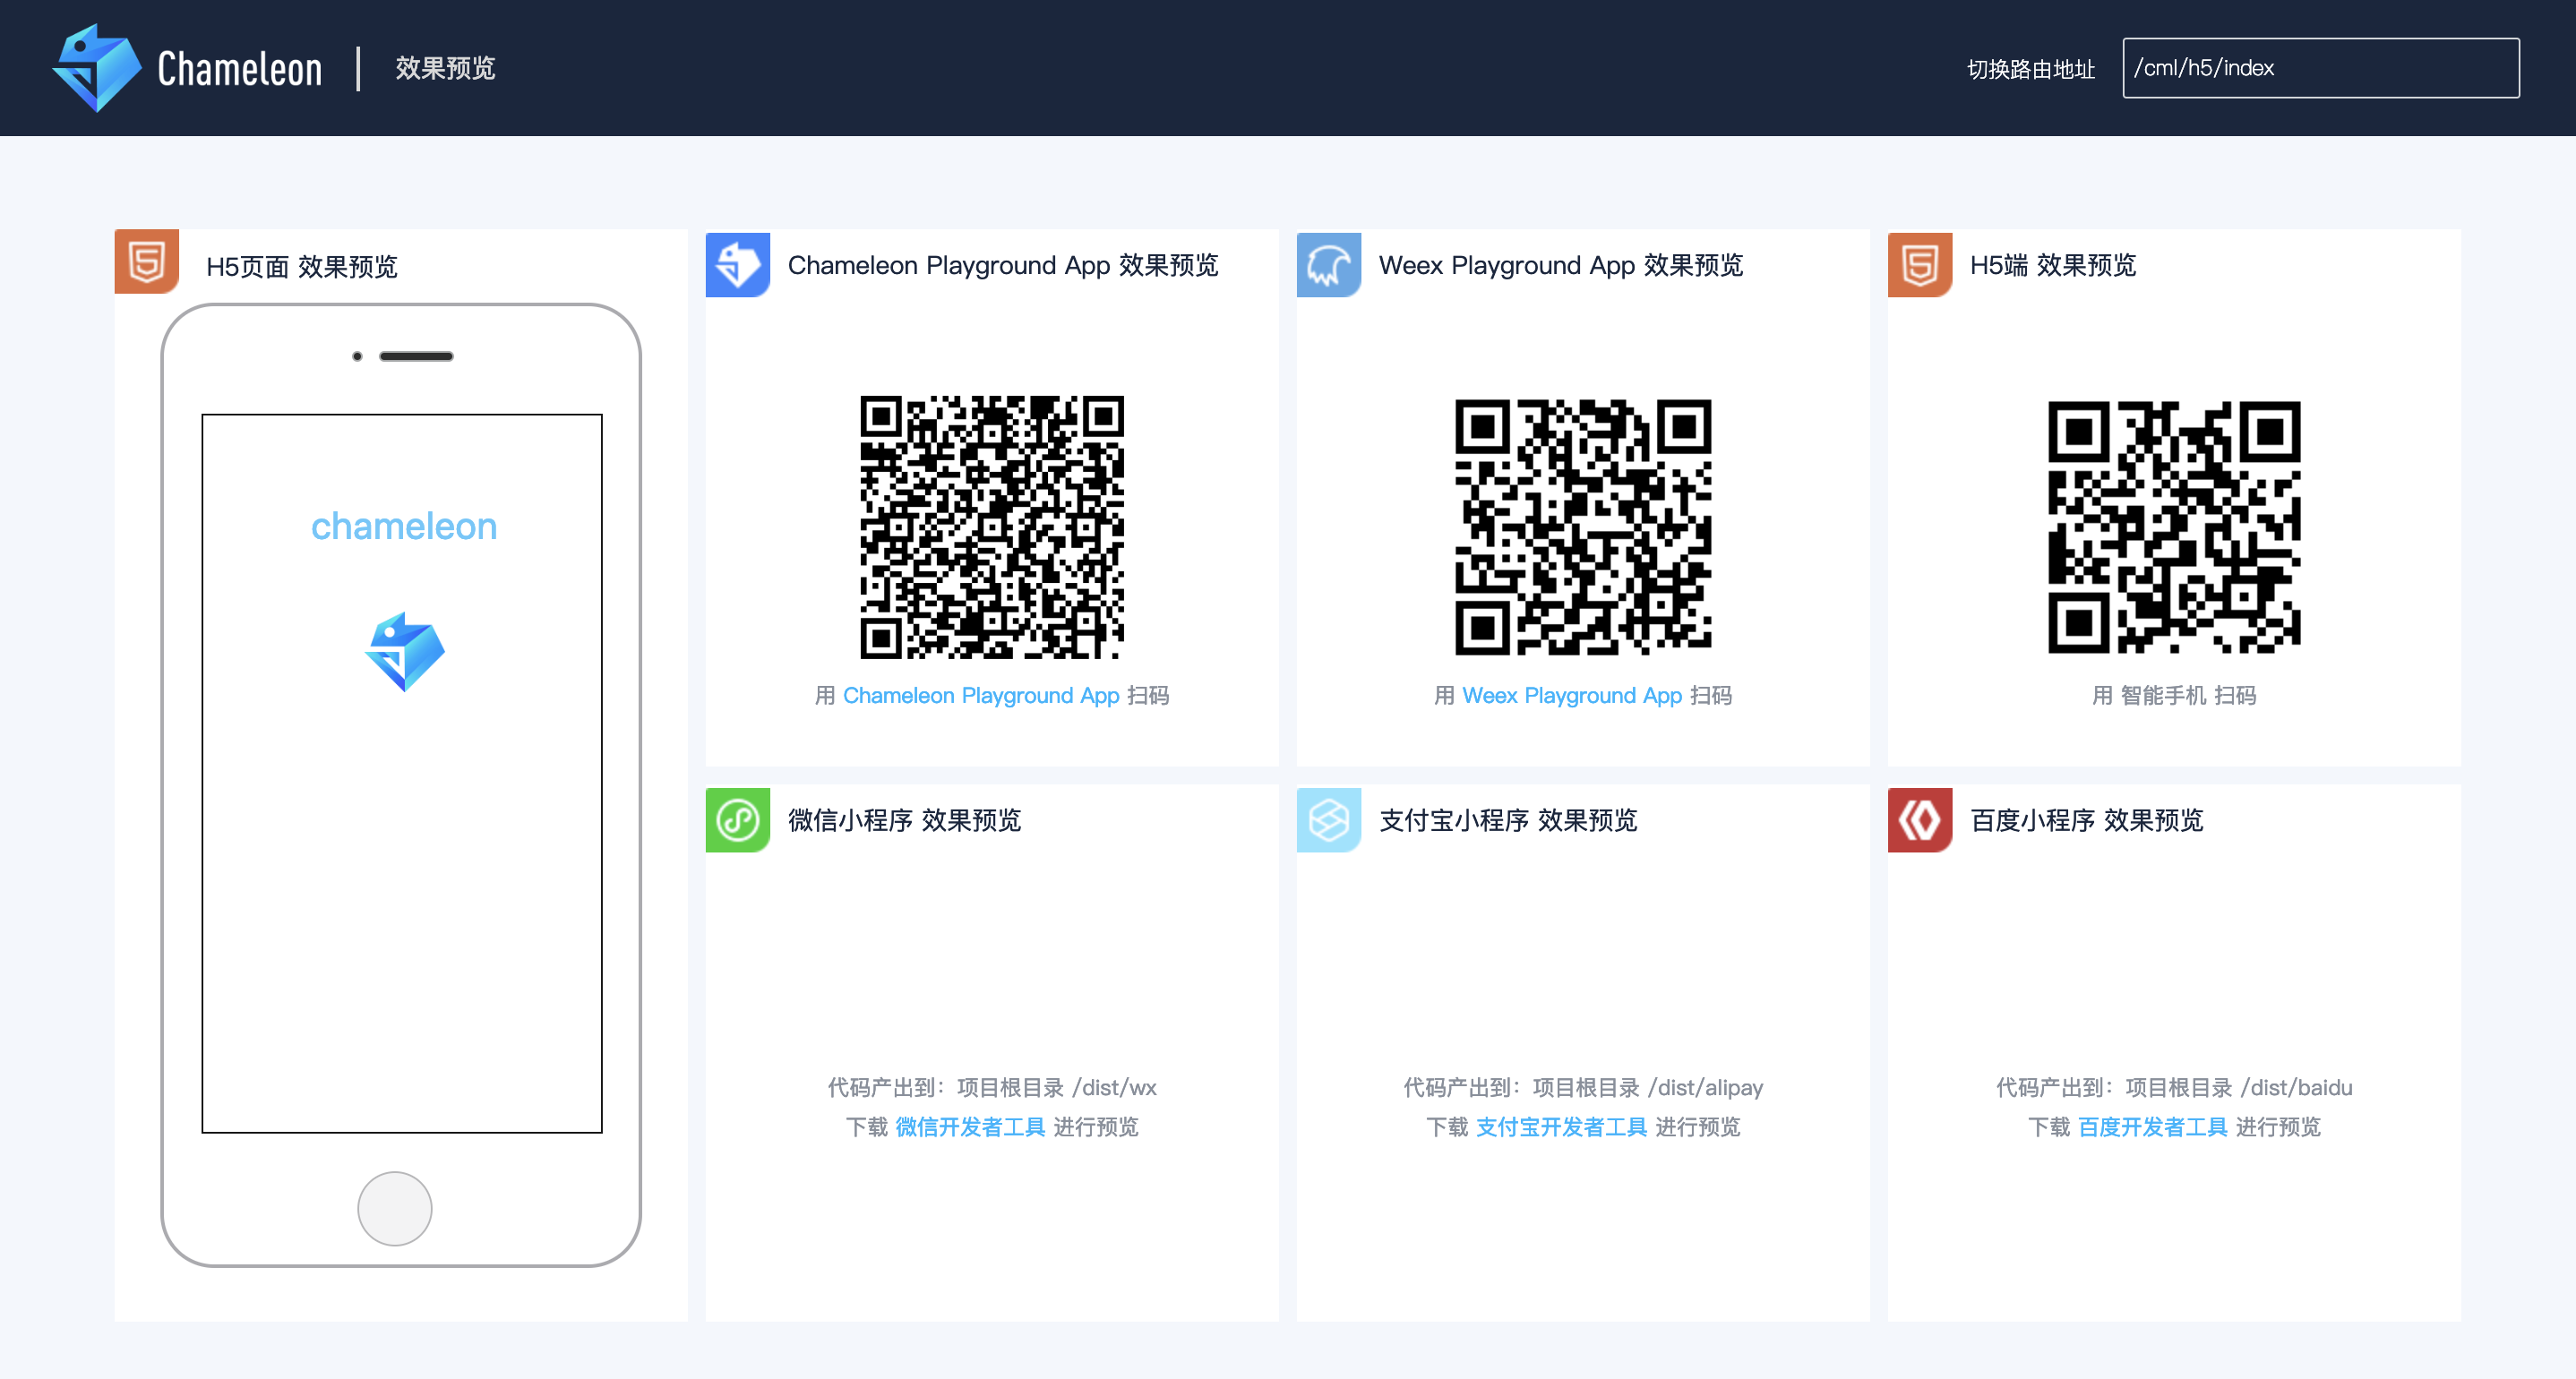 Chameleon
效果预览
切换路由地址
/cml/h5/index
H5页面 效果预览
chameleon
Chameleon Playground App 效果预览
用 Chameleon Playground App 扫码
Weex Playground App 效果预览
用 Weex Playground App 扫码
H5端 效果预览
用 智能手机 扫码
微信小程序 效果预览
代码产出到：项目根目录 /dist/wx
下载 微信开发者工具 进行预览
支付宝小程序 效果预览
代码产出到：项目根目录 /dist/alipay
下载 支付宝开发者工具 进行预览
百度小程序 效果预览
代码产出到：项目根目录 /dist/baidu
下载 百度开发者工具 进行预览